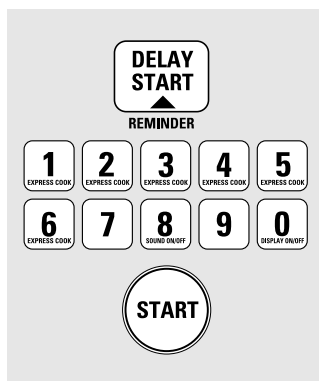 DELAY
START
REMINDER
1 2 3 4 5
EXPRESS COOK EXPRESS COOK EXPRESS COOK EXPRESS COOK EXPRESS COOK
6 7 8 9 0
EXPRESS COOK SOUND ON/OFF DISPLAY ON/OFF
START